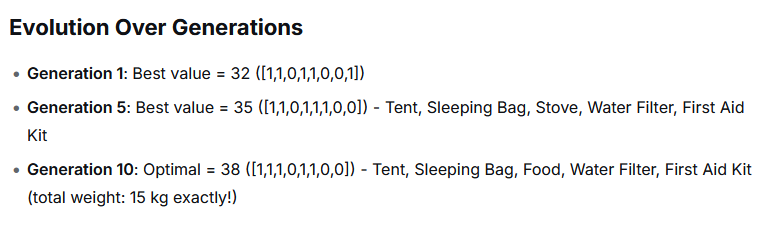 Evolution Over Generations
• Generation 1: Best value = 32 ([1,1,0,1,1,0,0,1])
• Generation 5: Best value = 35 ([1,1,0,1,1,1,0,0]) - Tent, Sleeping Bag, Stove, Water Filter, First Aid
Kit
• Generation 10: Optimal = 38 ([1,1,1,0,1,1,0,0]) - Tent, Sleeping Bag, Food, Water Filter, First Aid Kit
(total weight: 15 kg exactly!)